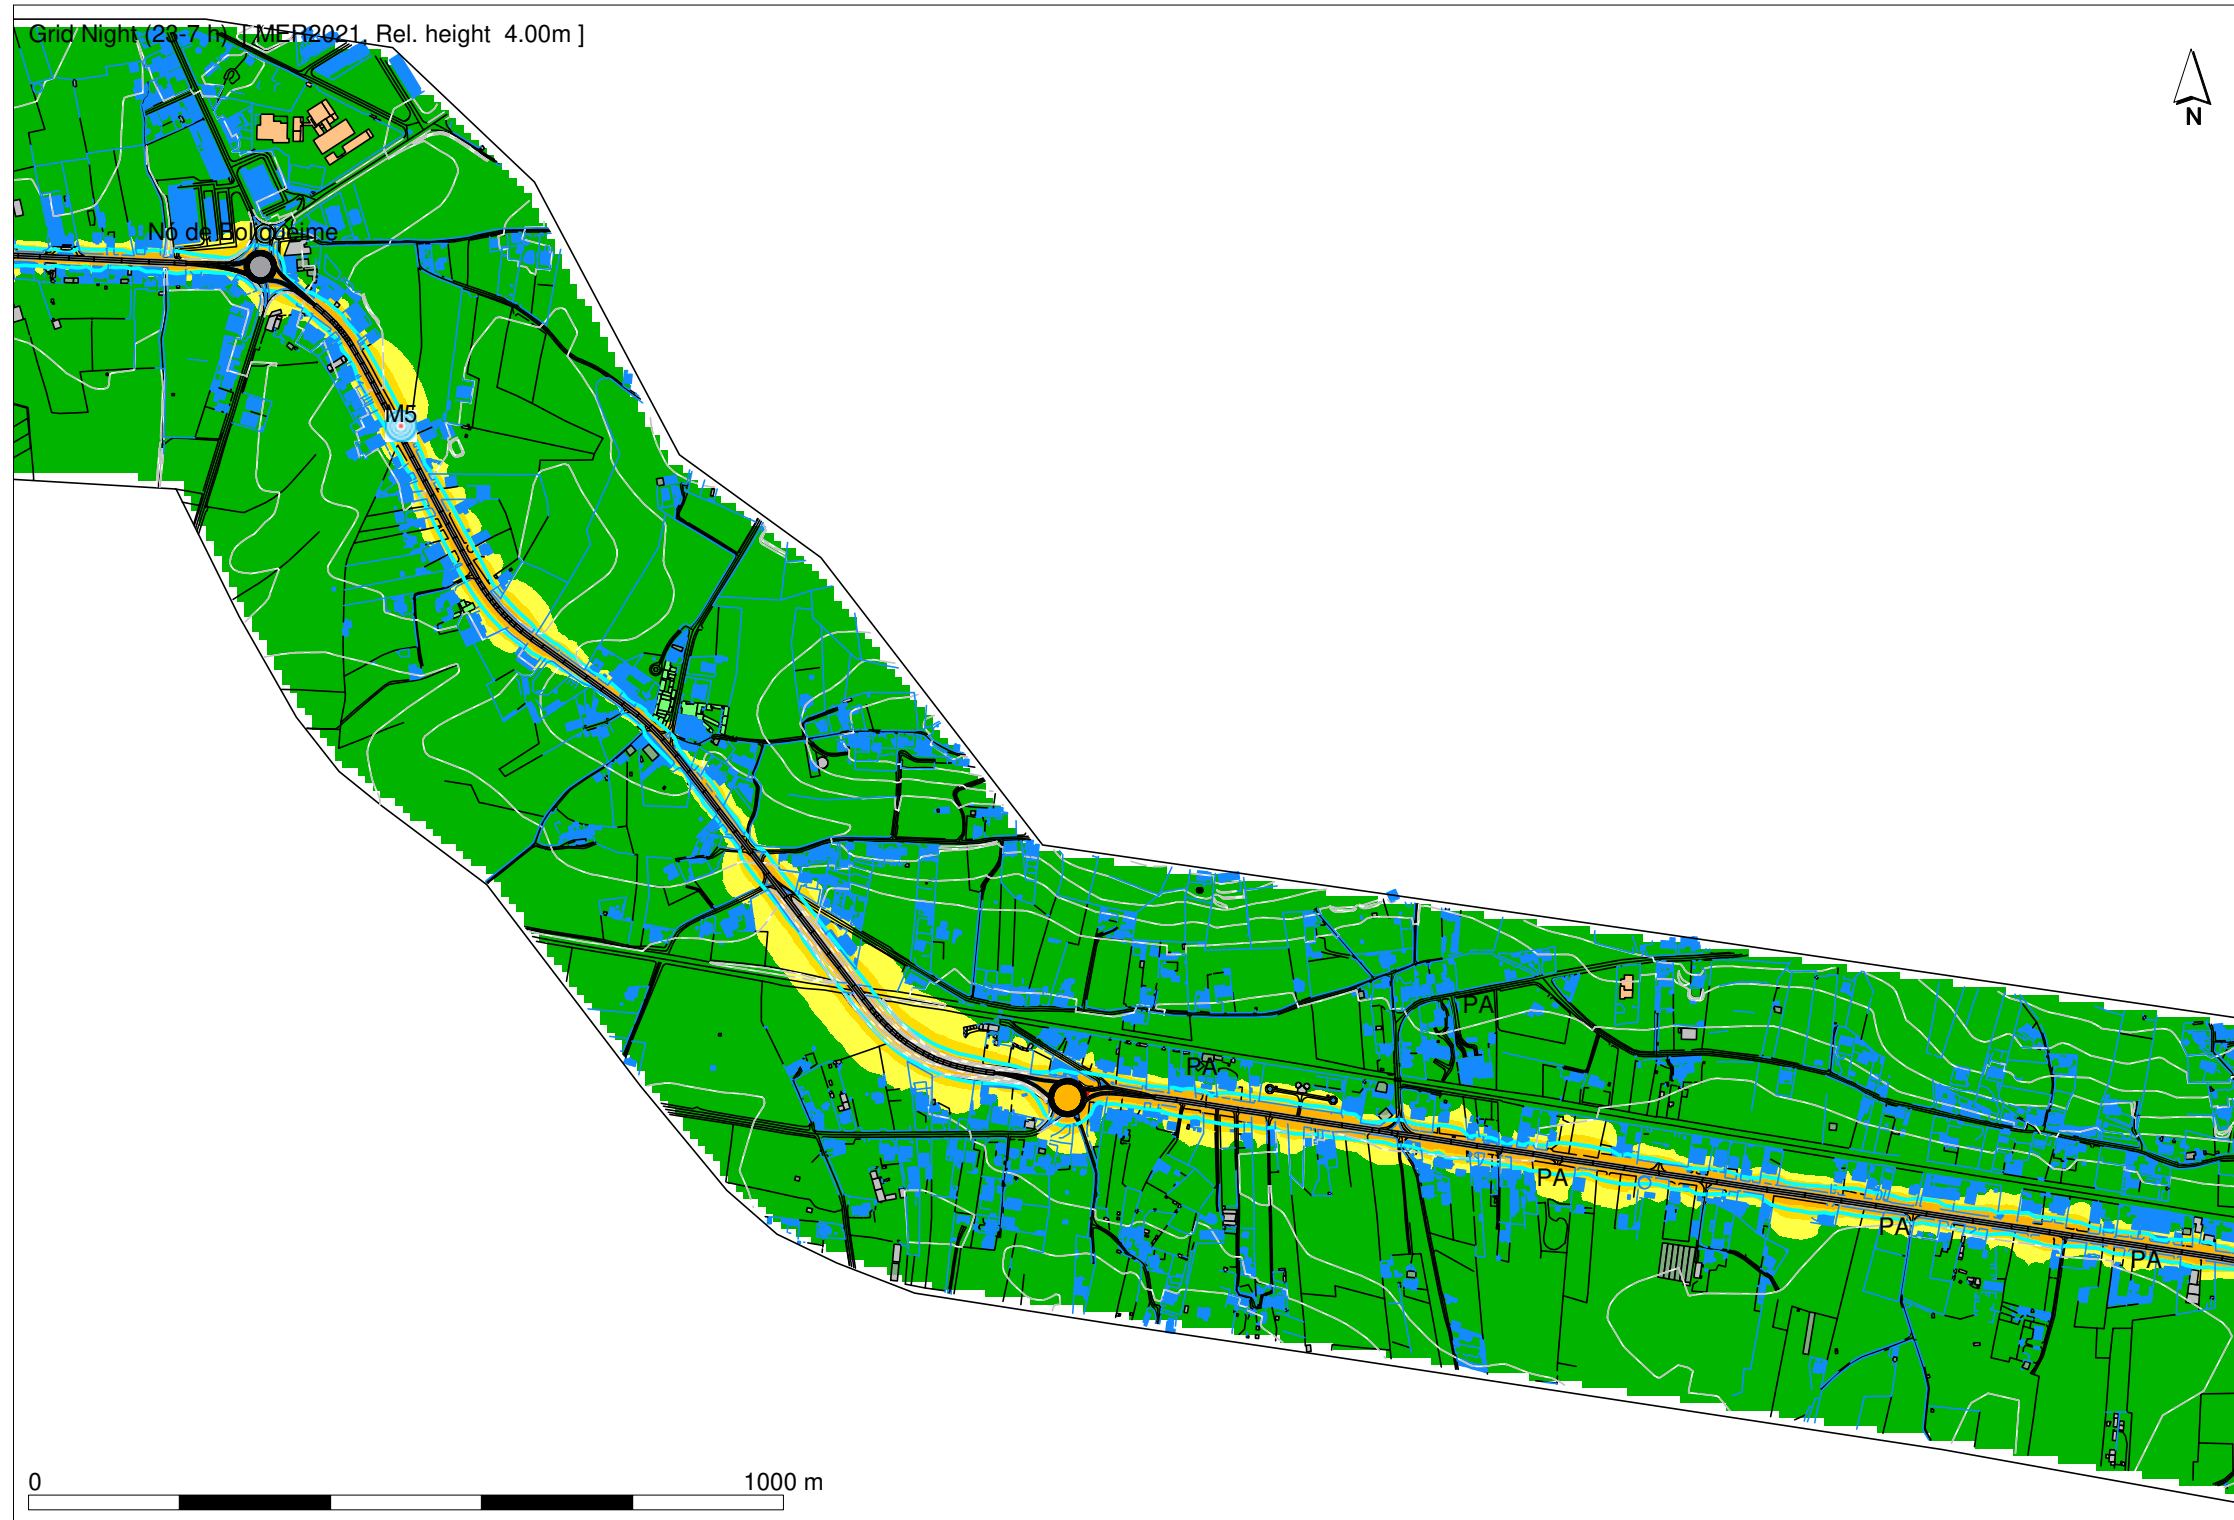 Grid Night (23-7 h) [ MER2021, Rel. height 4.00m ]
N
Nó de Boliqueime
M5
PA
PA
PA
PA
PA
0 1000 m